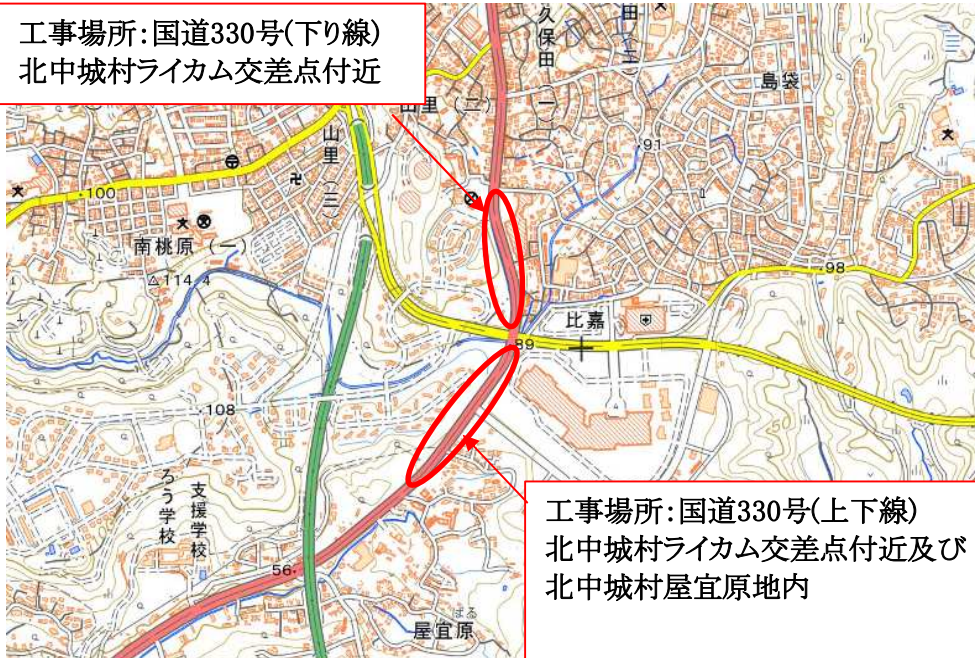 工事場所:国道330号(下り線)
北中城村ライカム交差点付近
久保田
(一)
島袋
山里(二)
91
山里(三)
100
南桃原(一)
114.4
98
比嘉
89
108
ろう学校
支援学校
56
はる
屋宜原
工事場所:国道330号(上下線)
北中城村ライカム交差点付近及び
北中城村屋宜原地内